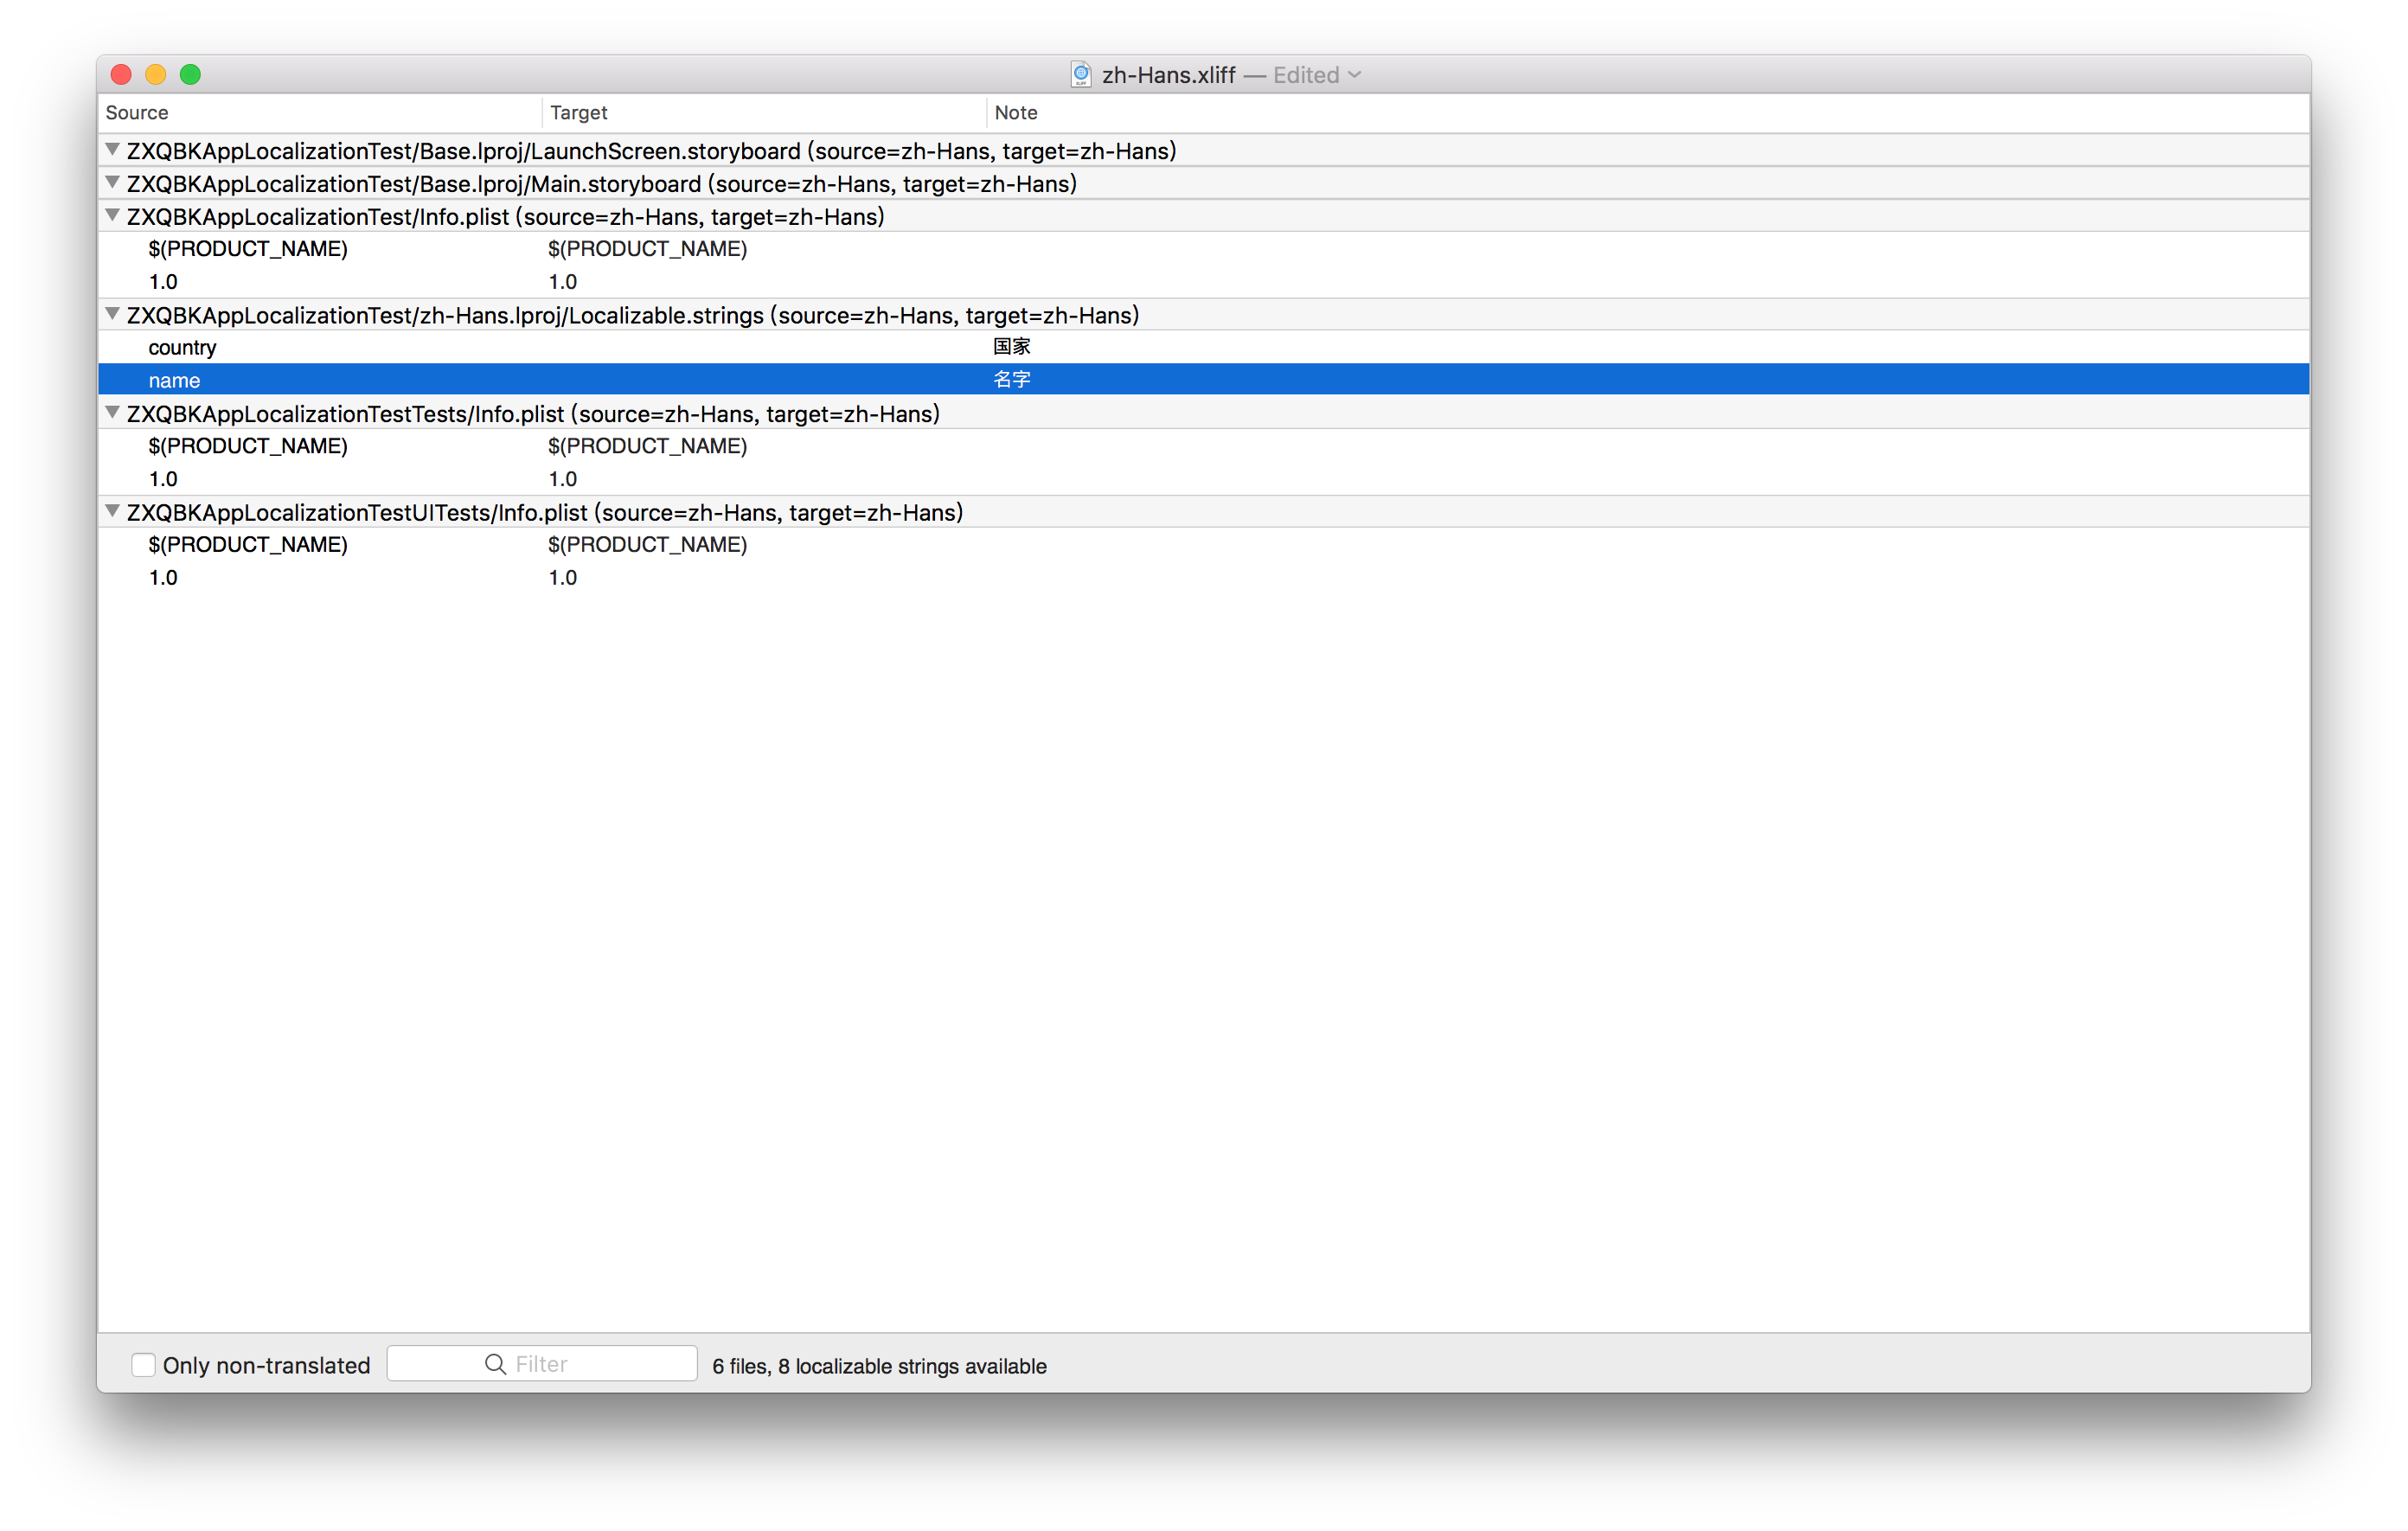 zh-Hans.xliff — Edited
Source Target Note
ZXQBKAppLocalizationTest/Base.lproj/LaunchScreen.storyboard (source=zh-Hans, target=zh-Hans)
ZXQBKAppLocalizationTest/Base.lproj/Main.storyboard (source=zh-Hans, target=zh-Hans)
ZXQBKAppLocalizationTest/Info.plist (source=zh-Hans, target=zh-Hans)
$(PRODUCT_NAME) $(PRODUCT_NAME)
1.0 1.0
ZXQBKAppLocalizationTest/zh-Hans.lproj/Localizable.strings (source=zh-Hans, target=zh-Hans)
country 国家
name 名字
ZXQBKAppLocalizationTestTests/Info.plist (source=zh-Hans, target=zh-Hans)
$(PRODUCT_NAME) $(PRODUCT_NAME)
1.0 1.0
ZXQBKAppLocalizationTestUITests/Info.plist (source=zh-Hans, target=zh-Hans)
$(PRODUCT_NAME) $(PRODUCT_NAME)
1.0 1.0
Only non-translated Filter 6 files, 8 localizable strings available